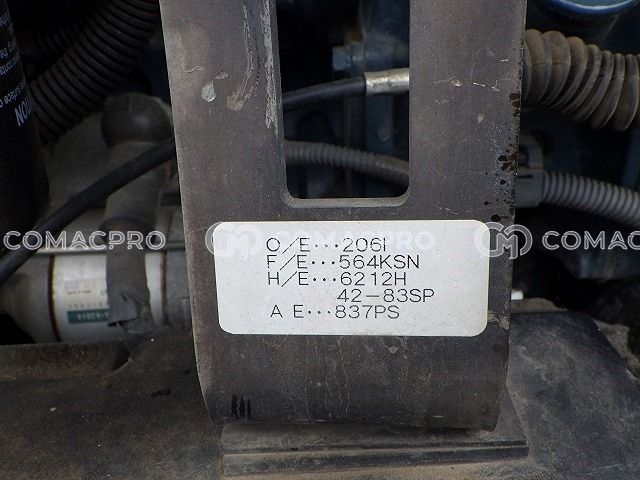 COMACPRO COMACPRO COMACPRO
O/E･･･206I
F/E･･･564KSN
H/E･･･6212H
42-83SP
A E･･･837PS